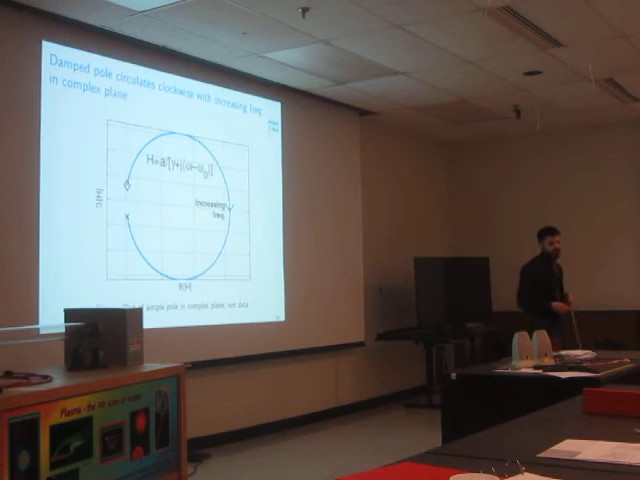 Damped pole circulates clockwise with increasing freq
in complex plane
H=a/[γ+i(ω-ω0)]
Increasing
freq
ℜ[H]
simple pole in complex plane, not data
Plasma - the 4th state of matter